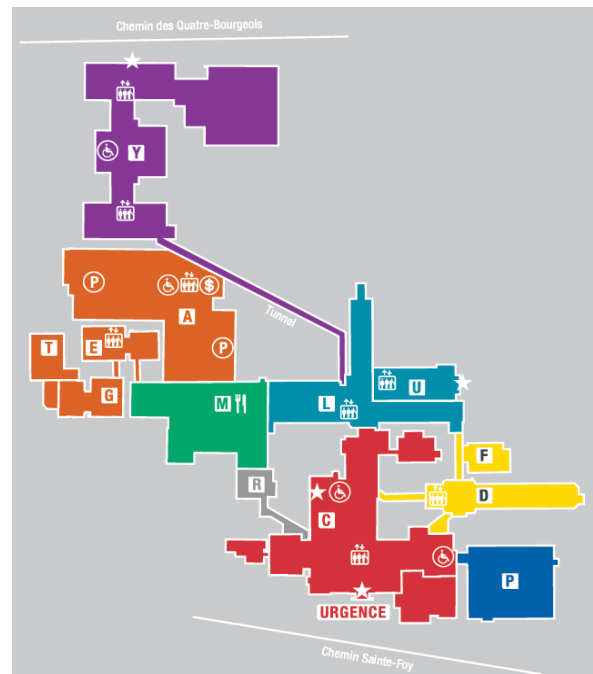 Chemin des Quatre-Bourgeois
Y
P
$
A
Tunnel
P
T
E
G
M
L
U
F
R
D
C
P
URGENCE
Chemin Sainte-Foy